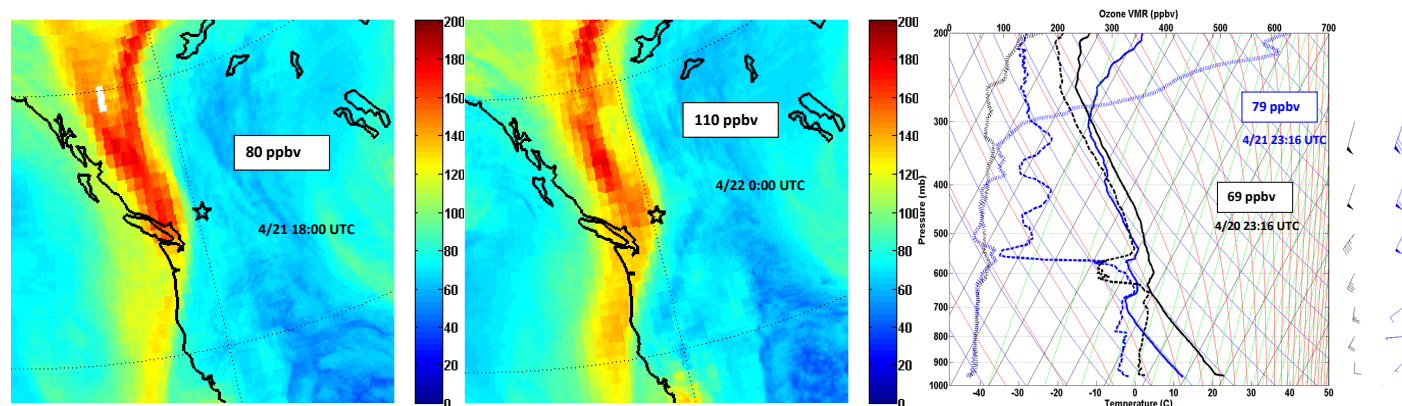 80 ppbv
4/21 18:00 UTC
200
180
160
140
120
100
80
60
40
20
0
110 ppbv
4/22 0:00 UTC
200
180
160
140
120
100
80
60
40
20
0
Ozone VMR (ppbv)
0 100 200 300 400 500 600 700
200
300
400
500
600
700
800
900
1000
Pressure (mb)
79 ppbv
4/21 23:16 UTC
69 ppbv
4/20 23:16 UTC
-40 -30 -20 -10 0 10 20 30 40 50
Temperature (C)